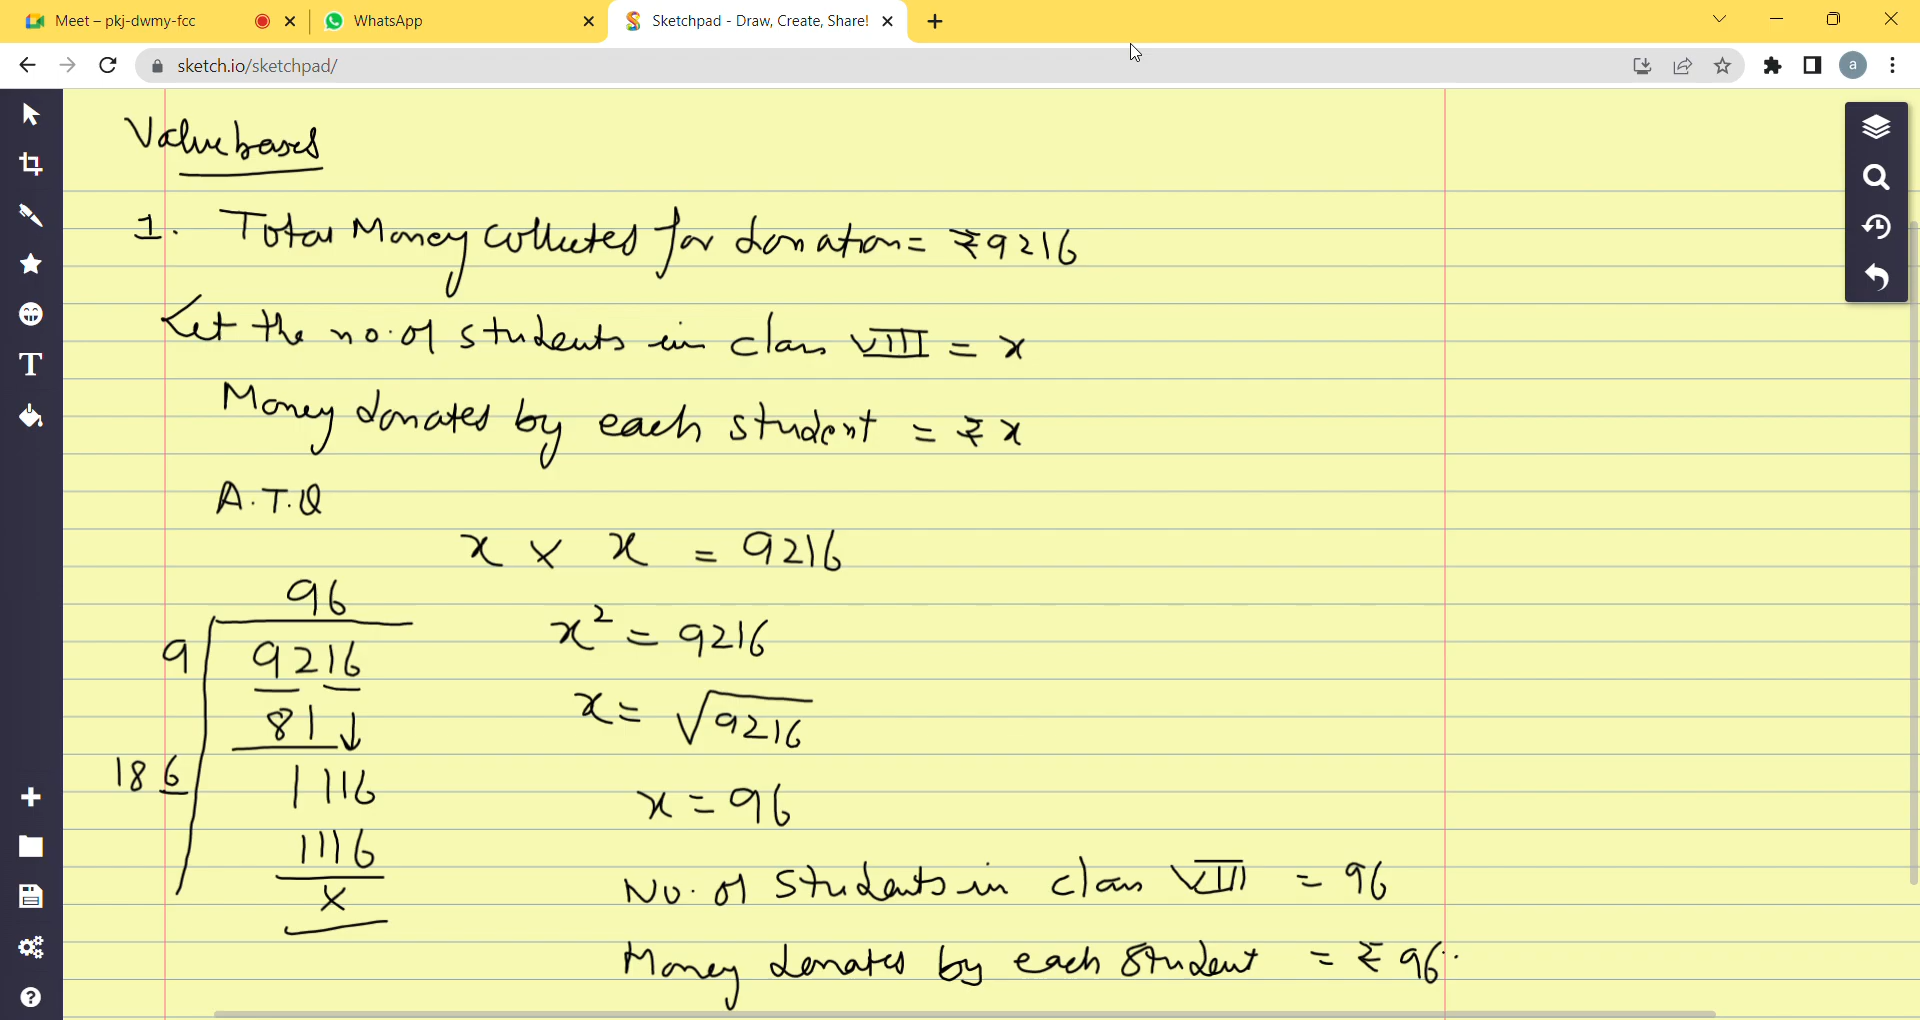 Meet – pkj-dwmy-fcc
WhatsApp
Sketchpad - Draw, Create, Share!
sketch.io/sketchpad/
a
T
Value based
1. Total Money collected for donation = ₹9216
Let the no. of students in class VIII = x
Money donated by each student = ₹ x
A.T.Q
x × x = 9216
96
x² = 9216
9 9216
x = √9216
81↓
186 1116
x = 96
1116
No. of Students in class VIII = 96
x
Money donated by each Student = ₹ 96.